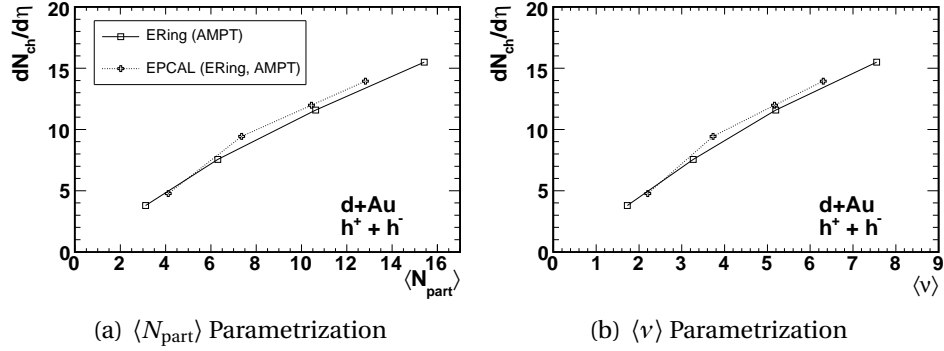 dN_ch/dη
20
15
10
5
0
ERing (AMPT)
EPCAL (ERing, AMPT)
d+Au
h⁺ + h⁻
0 2 4 6 8 10 12 14 16
⟨N_part⟩
(a) ⟨N_part⟩ Parametrization
dN_ch/dη
20
15
10
5
0
d+Au
h⁺ + h⁻
0 1 2 3 4 5 6 7 8 9
⟨ν⟩
(b) ⟨ν⟩ Parametrization